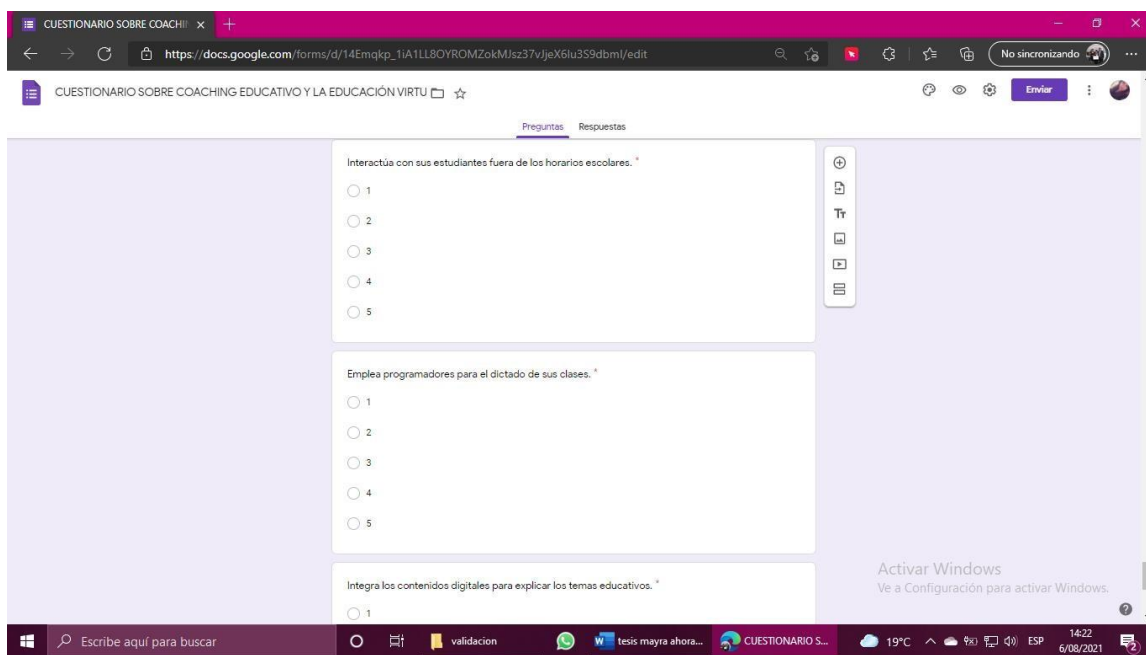 CUESTIONARIO SOBRE COACHI
https://docs.google.com/forms/d/14Emqkp_1iA1LL8OYROMZokMJsz37vJjeX6lu3S9dbmI/edit
No sincronizando
CUESTIONARIO SOBRE COACHING EDUCATIVO Y LA EDUCACIÓN VIRTU
Enviar
Preguntas Respuestas
Interactúa con sus estudiantes fuera de los horarios escolares. *
1
2
3
4
5
Emplea programadores para el dictado de sus clases. *
1
2
3
4
5
Integra los contenidos digitales para explicar los temas educativos. *
1
Activar Windows
Ve a Configuración para activar Windows.
Escribe aquí para buscar
validacion
tesis mayra ahora...
CUESTIONARIO S...
19°C
ESP
14:22
6/08/2021